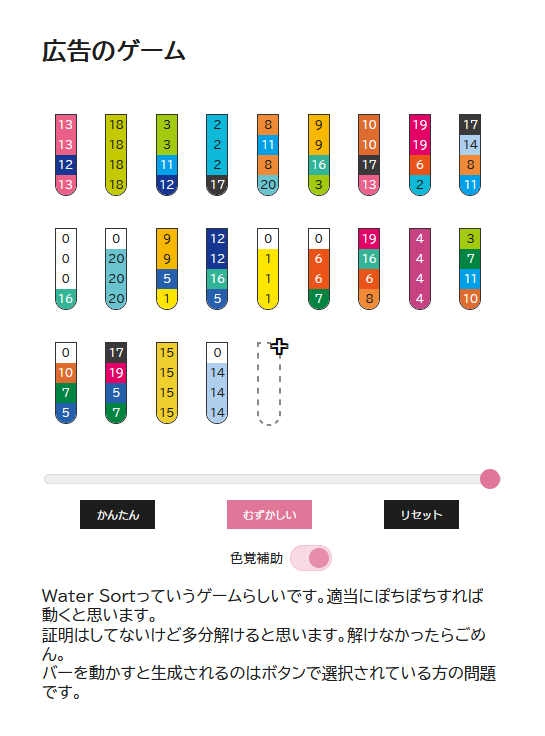 広告のゲーム
13 18 3 2 8 9 10 19 17
13 18 3 2 11 9 10 19 14
12 18 11 2 8 16 17 6 8
13 18 12 17 20 3 13 2 11
0 0 9 12 0 0 19 4 3
0 20 9 12 1 6 16 4 7
0 20 5 16 1 6 6 4 11
16 20 1 5 1 7 8 4 10
0 17 15 0
10 19 15 14
7 5 15 14
5 7 15 14
かんたん むずかしい リセット
色覚補助
Water Sortっていうゲームらしいです。適当にぽちぽちすれば
動くと思います。
証明はしてないけど多分解けると思います。解けなかったらごめ
ん。
バーを動かすと生成されるのはボタンで選択されている方の問題
です。